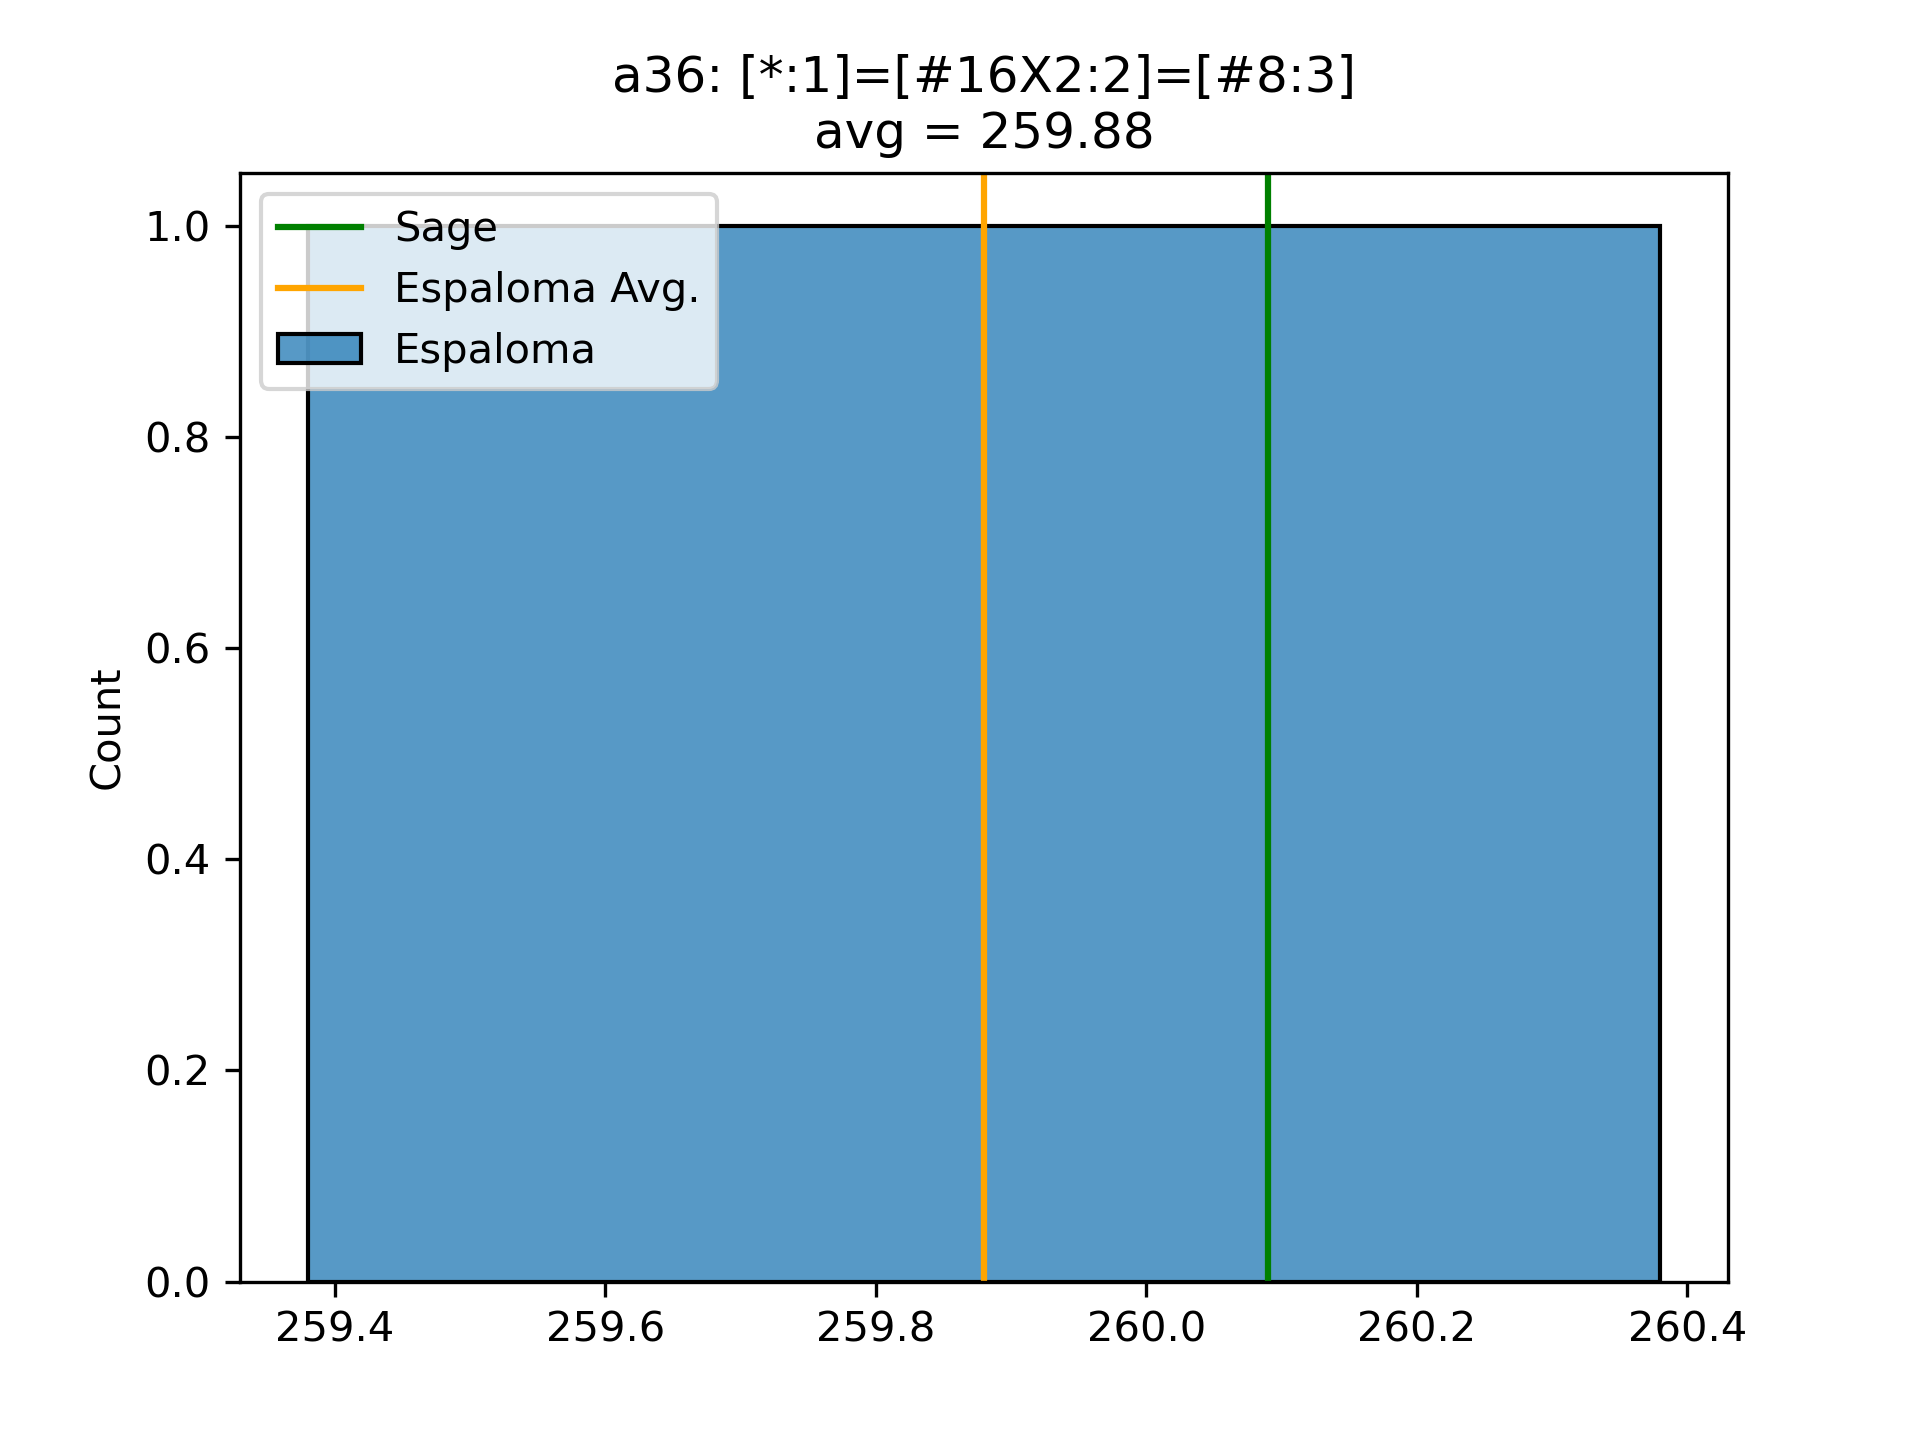 a36: [*:1]=[#16X2:2]=[#8:3]
avg = 259.88
Sage
Espaloma Avg.
Espaloma
1.0
0.8
0.6
0.4
0.2
0.0
Count
259.4 259.6 259.8 260.0 260.2 260.4